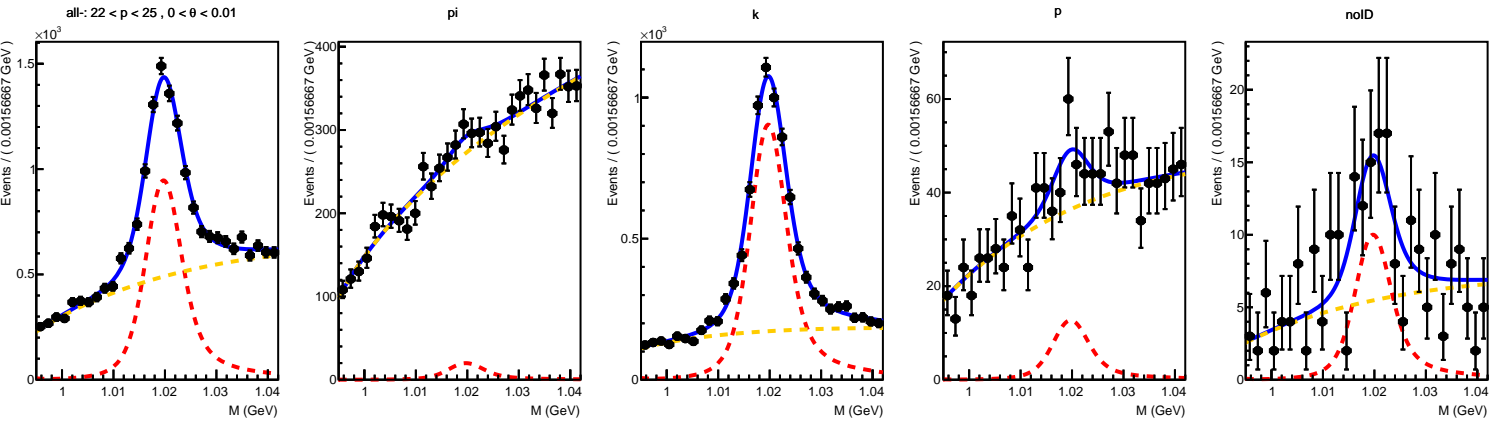 all-: 22 < p < 25 , 0 < θ < 0.01
×10³
Events / ( 0.00156667 GeV )
1.5
1
0.5
0
1 1.01 1.02 1.03 1.04
M (GeV)
pi
Events / ( 0.00156667 GeV )
400
300
200
100
0
1 1.01 1.02 1.03 1.04
M (GeV)
k
×10³
Events / ( 0.00156667 GeV )
1
0.5
0
1 1.01 1.02 1.03 1.04
M (GeV)
p
Events / ( 0.00156667 GeV )
60
40
20
0
1 1.01 1.02 1.03 1.04
M (GeV)
noID
Events / ( 0.00156667 GeV )
20
15
10
5
0
1 1.01 1.02 1.03 1.04
M (GeV)